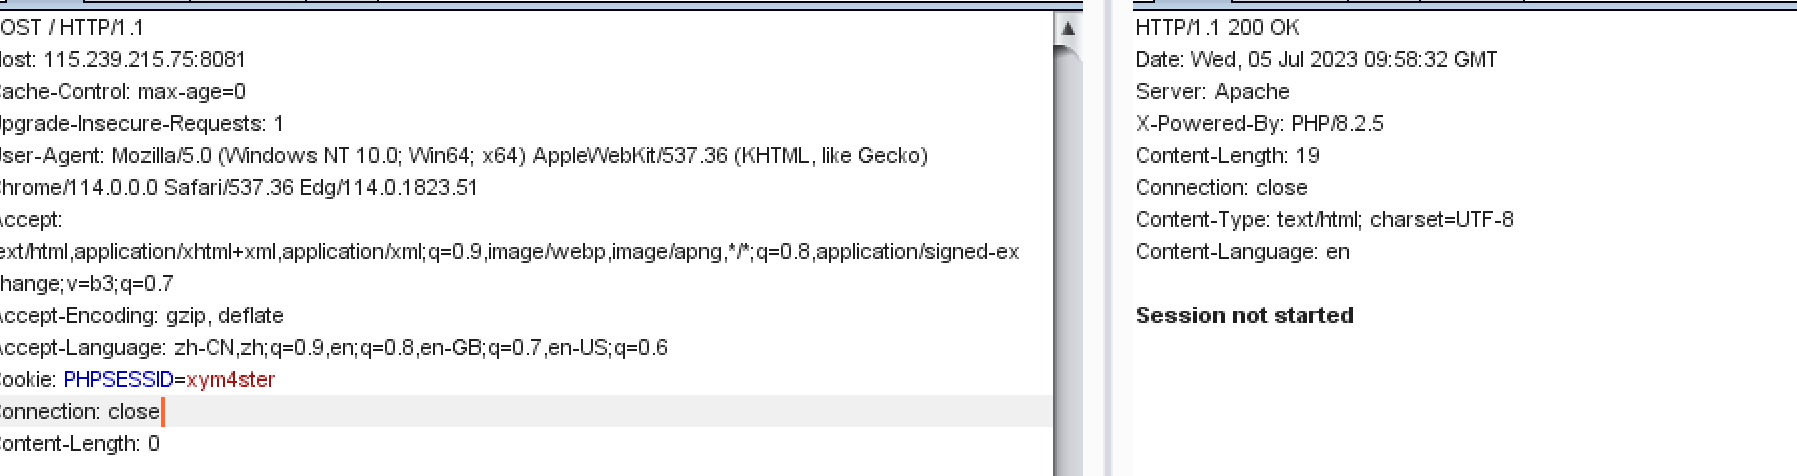 OST / HTTP/1.1
ost: 115.239.215.75:8081
ache-Control: max-age=0
pgrade-Insecure-Requests: 1
ser-Agent: Mozilla/5.0 (Windows NT 10.0; Win64; x64) AppleWebKit/537.36 (KHTML, like Gecko)
hrome/114.0.0.0 Safari/537.36 Edg/114.0.1823.51
Accept:
ext/html,application/xhtml+xml,application/xml;q=0.9,image/webp,image/apng,*/*;q=0.8,application/signed-ex
hange;v=b3;q=0.7
Accept-Encoding: gzip, deflate
Accept-Language: zh-CN,zh;q=0.9,en;q=0.8,en-GB;q=0.7,en-US;q=0.6
ookie: PHPSESSID=xym4ster
onnection: close
ontent-Length: 0
HTTP/1.1 200 OK
Date: Wed, 05 Jul 2023 09:58:32 GMT
Server: Apache
X-Powered-By: PHP/8.2.5
Content-Length: 19
Connection: close
Content-Type: text/html; charset=UTF-8
Content-Language: en
Session not started